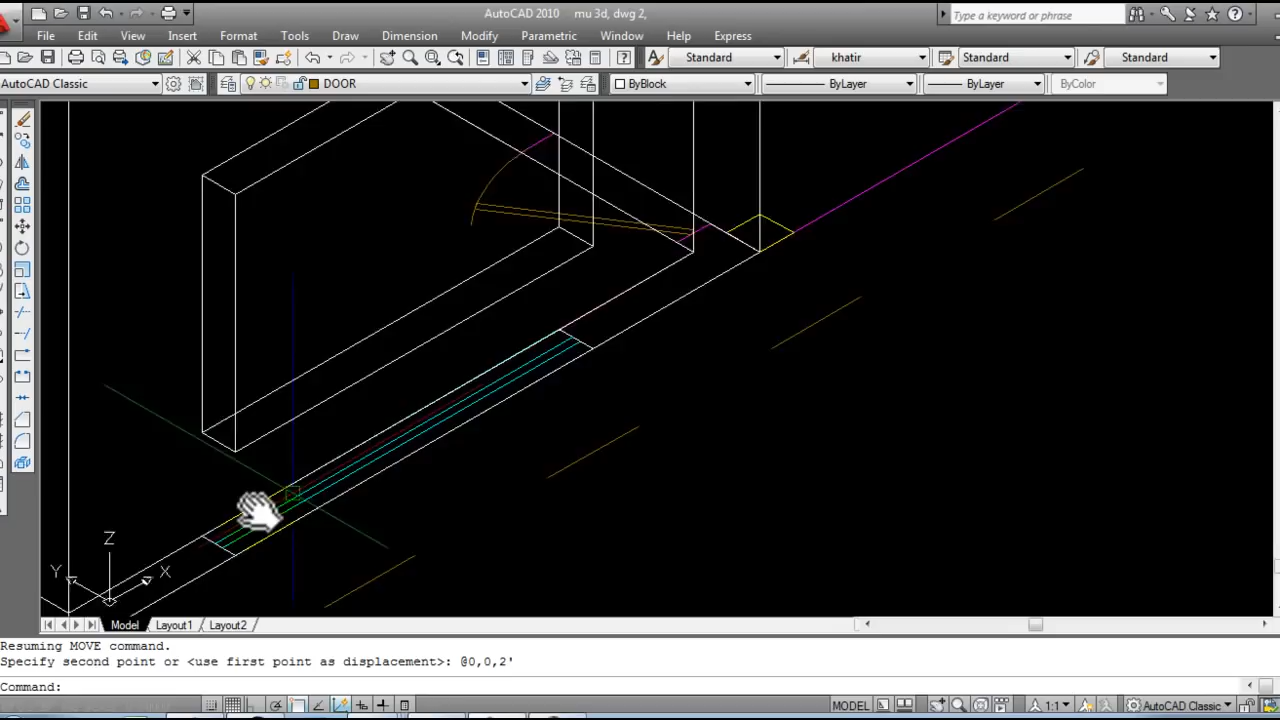 AutoCAD 2010 mu 3d, dwg 2,
Type a keyword or phrase
File Edit View Insert Format Tools Draw Dimension Modify Parametric Window Help Express
Standard khatir Standard Standard
AutoCAD Classic DOOR ByBlock ByLayer ByLayer ByColor
Z
Y X
Model Layout1 Layout2
Resuming MOVE command.
Specify second point or <use first point as displacement>: @0,0,2'
Command:
MODEL 1:1 AutoCAD Classic